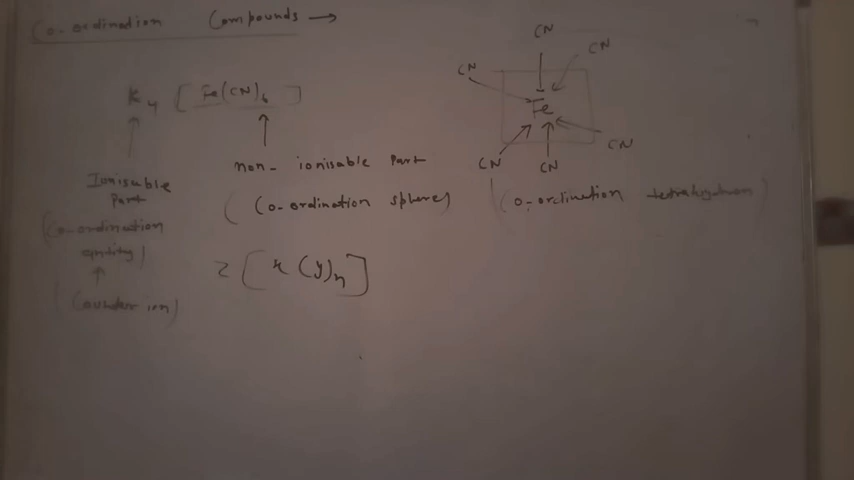 Co-ordination Compounds →
K4 [Fe(CN)6]
Ionisable
Part
(Co-ordination
entity)
(Counter ion)
non-ionisable Part
(Co-ordination sphere)
Z [x (y)n]
CN
CN
CN
Fe
CN
CN
CN
(Co-ordination